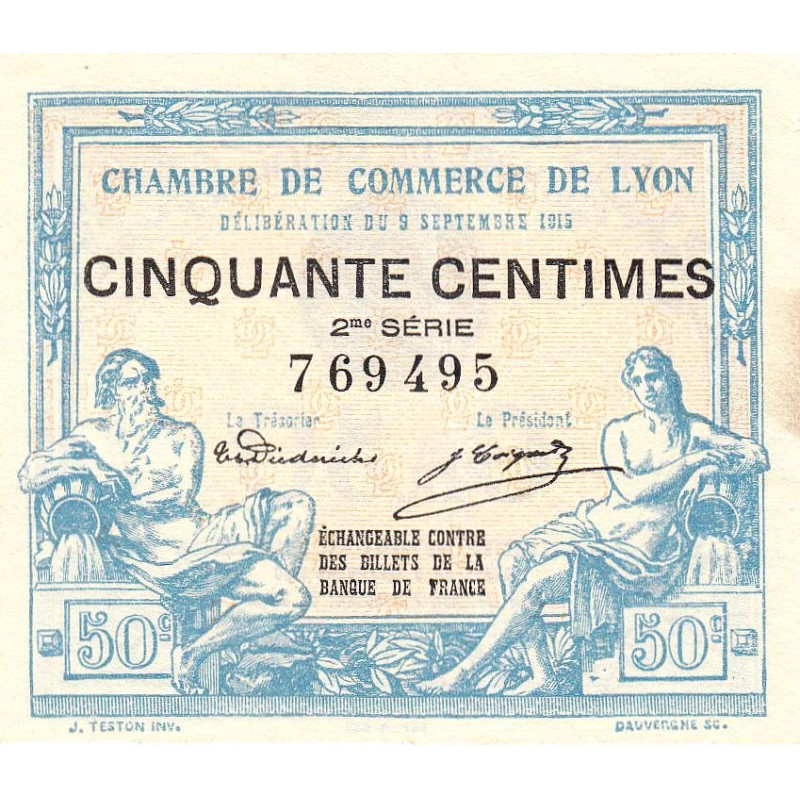 CHAMBRE DE COMMERCE DE LYON
DÉLIBÉRATION DU 9 SEPTEMBRE 1915
CINQUANTE CENTIMES
2me SÉRIE
769495
Le Trésorier Le Président
ÉCHANGEABLE CONTRE
DES BILLETS DE LA
BANQUE DE FRANCE
50c. 50c.
J. TESTON INV. DAUVERGNE SC.